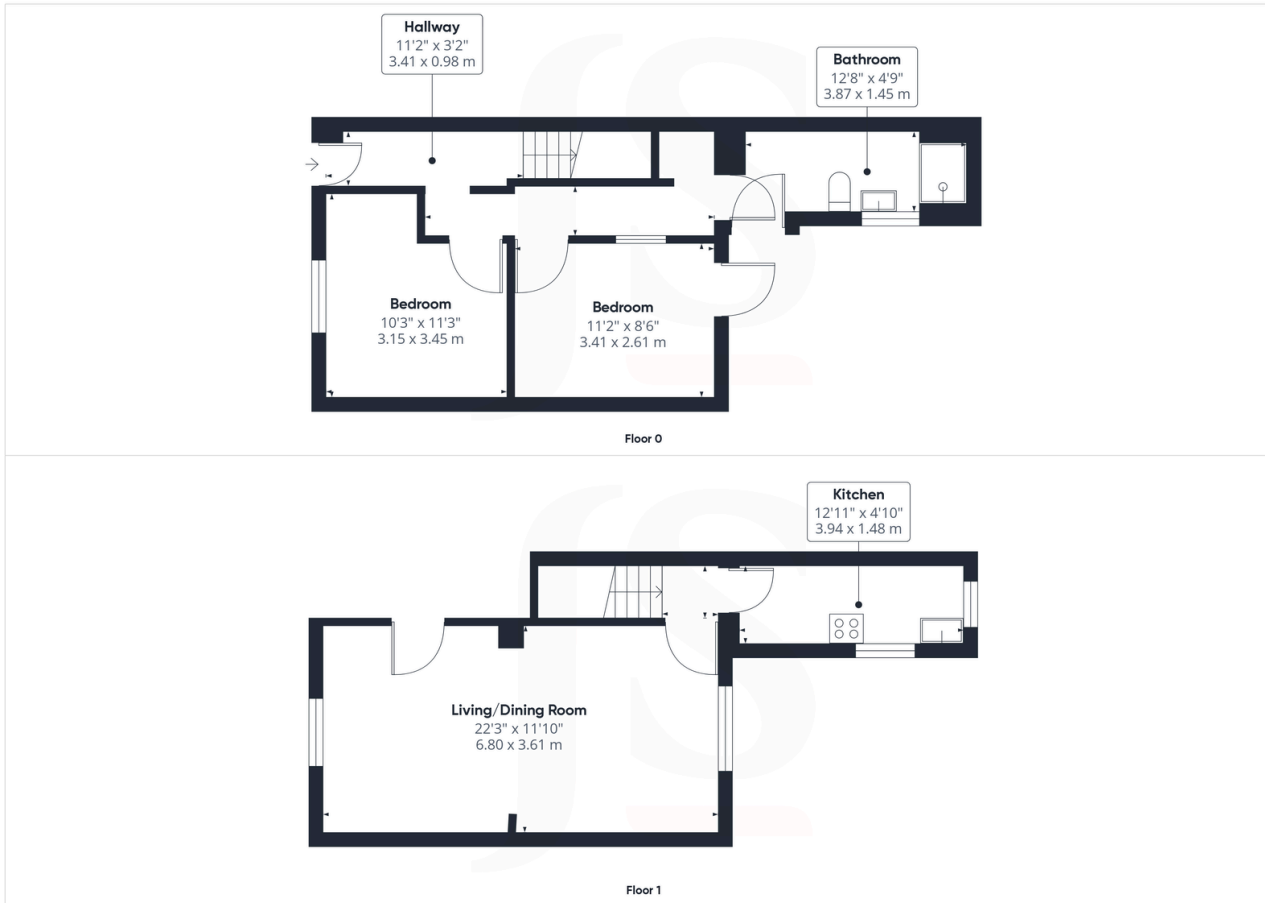 Hallway
11'2" x 3'2"
3.41 x 0.98 m
Bathroom
12'8" x 4'9"
3.87 x 1.45 m
Bedroom
10'3" x 11'3"
3.15 x 3.45 m
Bedroom
11'2" x 8'6"
3.41 x 2.61 m
Floor 0
Kitchen
12'11" x 4'10"
3.94 x 1.48 m
Living/Dining Room
22'3" x 11'10"
6.80 x 3.61 m
Floor 1